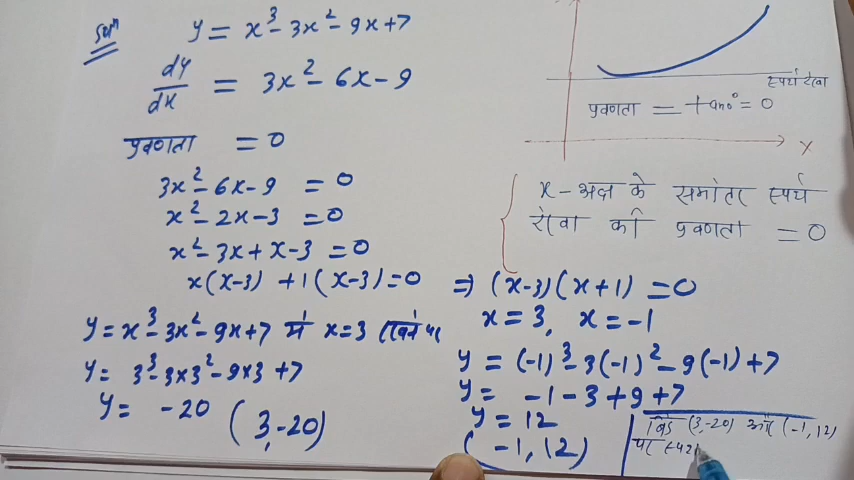 Soln y = x³ - 3x² - 9x + 7
dy/dx = 3x² - 6x - 9
प्रवणता = 0
3x² - 6x - 9 = 0
x² - 2x - 3 = 0
x² - 3x + x - 3 = 0
x(x-3) + 1(x-3) = 0
स्पर्श रेखा
प्रवणता = tan0° = 0
X
x - अक्ष के समांतर स्पर्श
रेखा की प्रवणता = 0
⇒ (x-3)(x+1) = 0
x = 3, x = -1
y = x³ - 3x² - 9x + 7 में x = 3 रखने पर
y = 3³ - 3×3² - 9×3 + 7
y = -20 (3, -20)
y = (-1)³ - 3(-1)² - 9(-1) + 7
y = -1 - 3 + 9 + 7
y = 12
(-1, 12)
बिंदु (3, -20) और (-1, 12)
पर